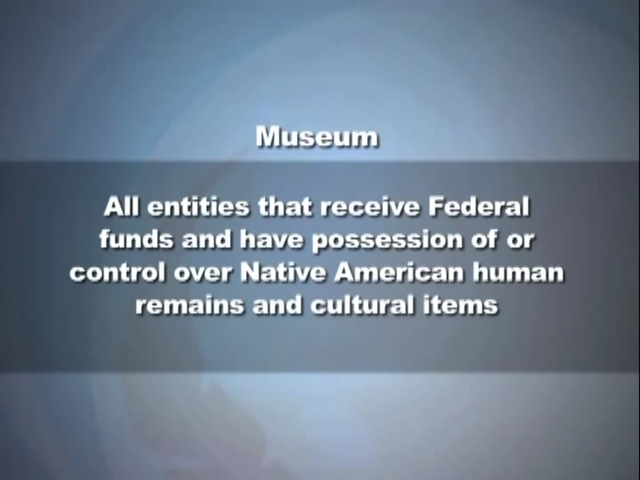 Museum
All entities that receive Federal
funds and have possession of or
control over Native American human
remains and cultural items